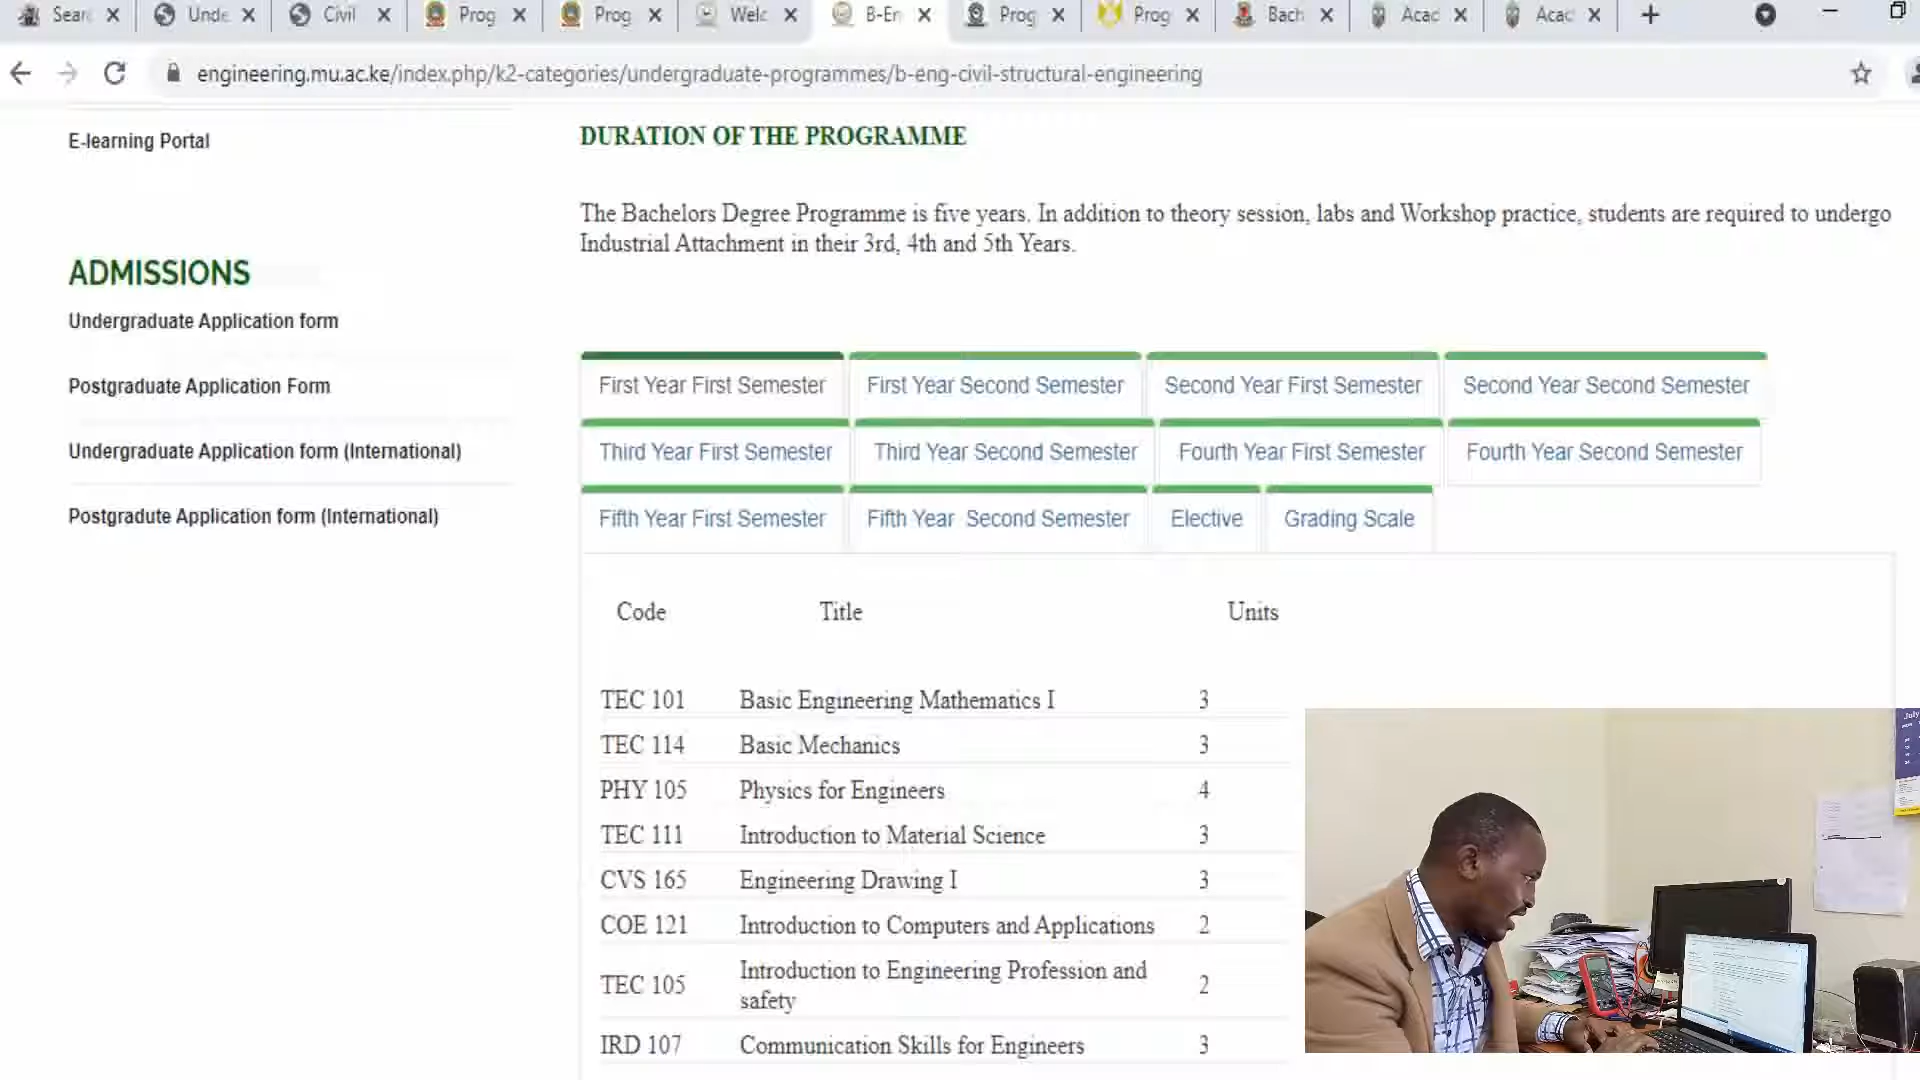 Sear
Unde
Civil
Prog
Prog
Welc
B-En
Prog
Prog
Bach
Acac
Acac
engineering.mu.ac.ke/index.php/k2-categories/undergraduate-programmes/b-eng-civil-structural-engineering
E-learning Portal
ADMISSIONS
Undergraduate Application form
Postgraduate Application Form
Undergraduate Application form (International)
Postgradute Application form (International)
DURATION OF THE PROGRAMME
The Bachelors Degree Programme is five years. In addition to theory session, labs and Workshop practice, students are required to undergo
Industrial Attachment in their 3rd, 4th and 5th Years.
First Year First Semester
First Year Second Semester
Second Year First Semester
Second Year Second Semester
Third Year First Semester
Third Year Second Semester
Fourth Year First Semester
Fourth Year Second Semester
Fifth Year First Semester
Fifth Year Second Semester
Elective
Grading Scale
Code Title Units
TEC 101 Basic Engineering Mathematics I 3
TEC 114 Basic Mechanics 3
PHY 105 Physics for Engineers 4
TEC 111 Introduction to Material Science 3
CVS 165 Engineering Drawing I 3
COE 121 Introduction to Computers and Applications 2
TEC 105 Introduction to Engineering Profession and
safety 2
IRD 107 Communication Skills for Engineers 3
July